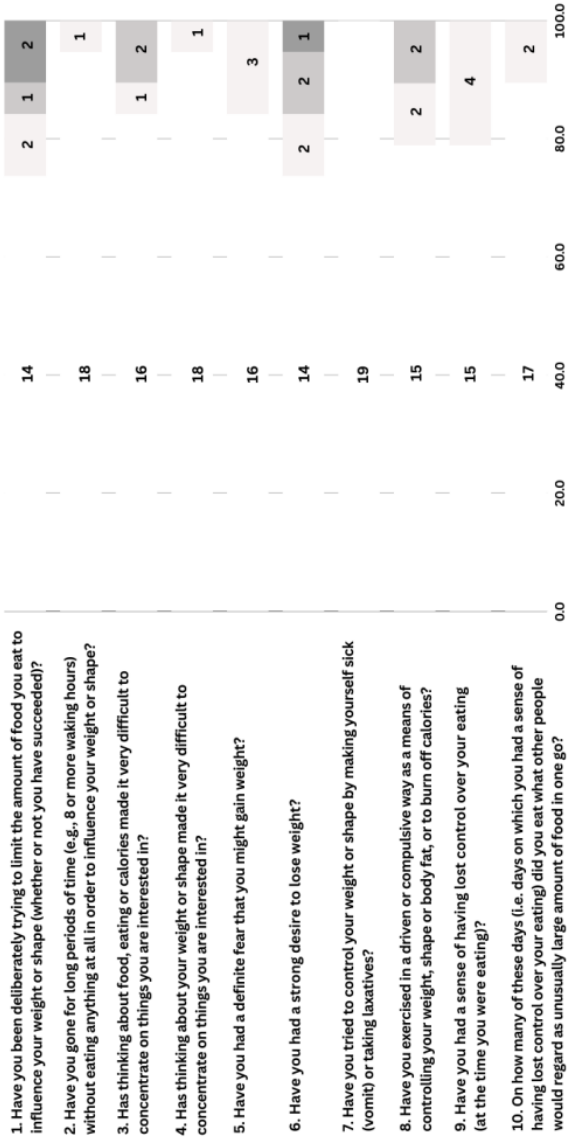 1. Have you been deliberately trying to limit the amount of food you eat to
influence your weight or shape (whether or not you have succeeded)?
14
2
1
2
2. Have you gone for long periods of time (e.g., 8 or more waking hours)
without eating anything at all in order to influence your weight or shape?
18
1
3. Has thinking about food, eating or calories made it very difficult to
concentrate on things you are interested in?
16
1
2
4. Has thinking about your weight or shape made it very difficult to
concentrate on things you are interested in?
18
1
5. Have you had a definite fear that you might gain weight?
16
3
6. Have you had a strong desire to lose weight?
14
2
2
1
7. Have you tried to control your weight or shape by making yourself sick
(vomit) or taking laxatives?
19
8. Have you exercised in a driven or compulsive way as a means of
controlling your weight, shape or body fat, or to burn off calories?
15
2
2
9. Have you had a sense of having lost control over your eating
(at the time you were eating)?
15
4
10. On how many of these days (i.e. days on which you had a sense of
having lost control over your eating) did you eat what other people
would regard as unusually large amount of food in one go?
17
2
0.0
20.0
40.0
60.0
80.0
100.0